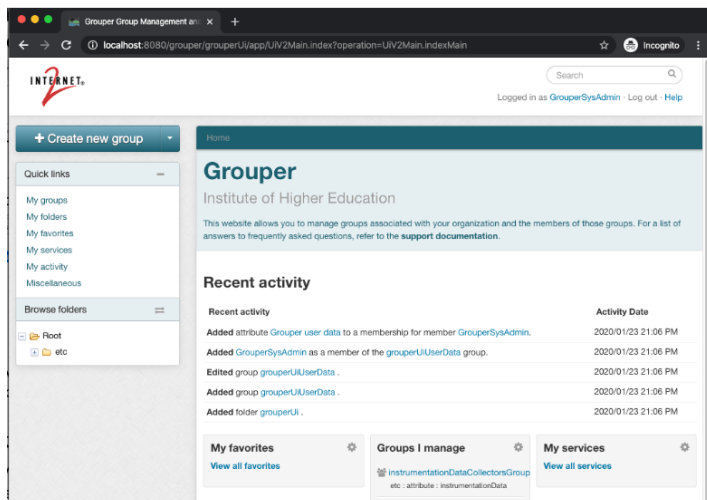 Grouper Group Management an
localhost:8080/grouper/grouperUi/app/UiV2Main.index?operation=UiV2Main.indexMain
Incognito
INTERNET®
2
Search
Logged in as GrouperSysAdmin · Log out · Help
+ Create new group
Quick links
My groups
My folders
My favorites
My services
My activity
Miscellaneous
Browse folders
Root
etc
Home
Grouper
Institute of Higher Education
This website allows you to manage groups associated with your organization and the members of those groups. For a list of
answers to frequently asked questions, refer to the support documentation.
Recent activity
Recent activity Activity Date
Added attribute Grouper user data to a membership for member GrouperSysAdmin. 2020/01/23 21:06 PM
Added GrouperSysAdmin as a member of the grouperUiUserData group. 2020/01/23 21:06 PM
Edited group grouperUiUserData . 2020/01/23 21:06 PM
Added group grouperUiUserData . 2020/01/23 21:06 PM
Added folder grouperUi . 2020/01/23 21:06 PM
My favorites
View all favorites
Groups I manage
instrumentationDataCollectorsGroup
etc : attribute : instrumentationData
My services
View all services